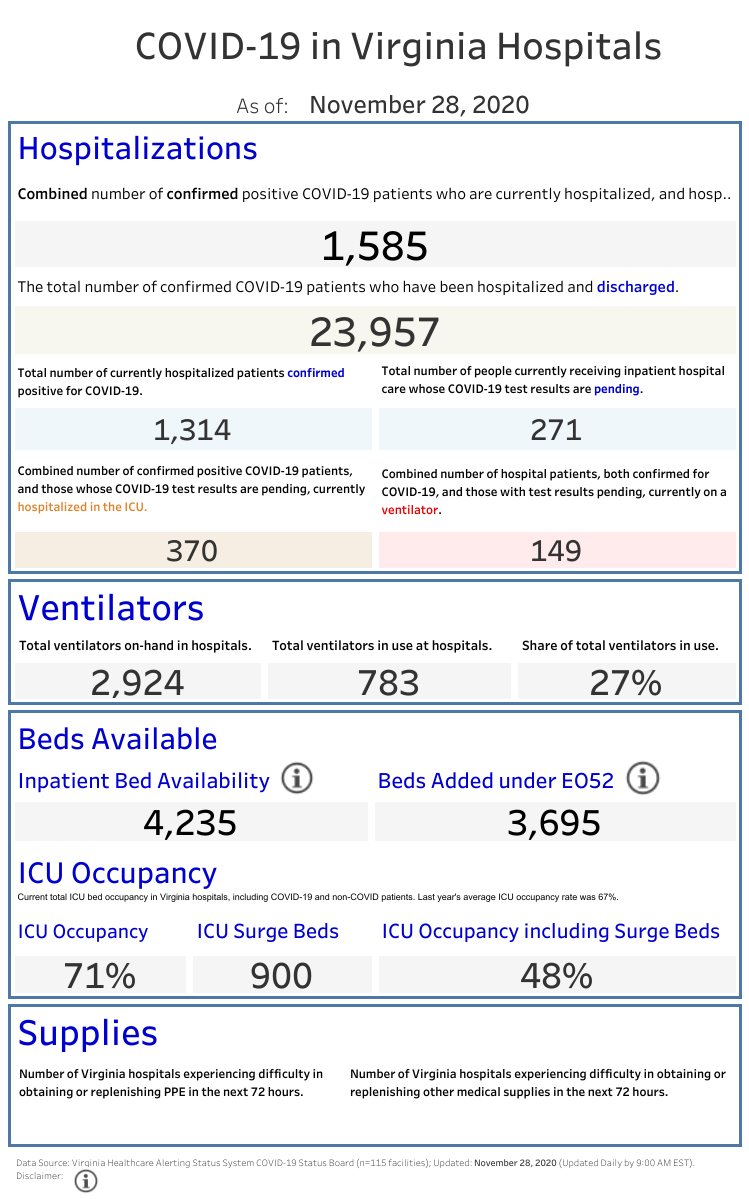 COVID-19 in Virginia Hospitals
As of: November 28, 2020
Hospitalizations
Combined number of confirmed positive COVID-19 patients who are currently hospitalized, and hosp..
1,585
The total number of confirmed COVID-19 patients who have been hospitalized and discharged.
23,957
Total number of currently hospitalized patients confirmed
positive for COVID-19.
Total number of people currently receiving inpatient hospital
care whose COVID-19 test results are pending.
1,314
271
Combined number of confirmed positive COVID-19 patients,
and those whose COVID-19 test results are pending, currently
hospitalized in the ICU.
Combined number of hospital patients, both confirmed for
COVID-19, and those with test results pending, currently on a
ventilator.
370
149
Ventilators
Total ventilators on-hand in hospitals.
Total ventilators in use at hospitals.
Share of total ventilators in use.
2,924
783
27%
Beds Available
Inpatient Bed Availability
Beds Added under EO52
4,235
3,695
ICU Occupancy
Current total ICU bed occupancy in Virginia hospitals, including COVID-19 and non-COVID patients. Last year's average ICU occupancy rate was 67%.
ICU Occupancy
ICU Surge Beds
ICU Occupancy including Surge Beds
71%
900
48%
Supplies
Number of Virginia hospitals experiencing difficulty in
obtaining or replenishing PPE in the next 72 hours.
Number of Virginia hospitals experiencing difficulty in obtaining or
replenishing other medical supplies in the next 72 hours.
Data Source: Virginia Healthcare Alerting Status System COVID-19 Status Board (n=115 facilities); Updated: November 28, 2020 (Updated Daily by 9:00 AM EST).
Disclaimer: